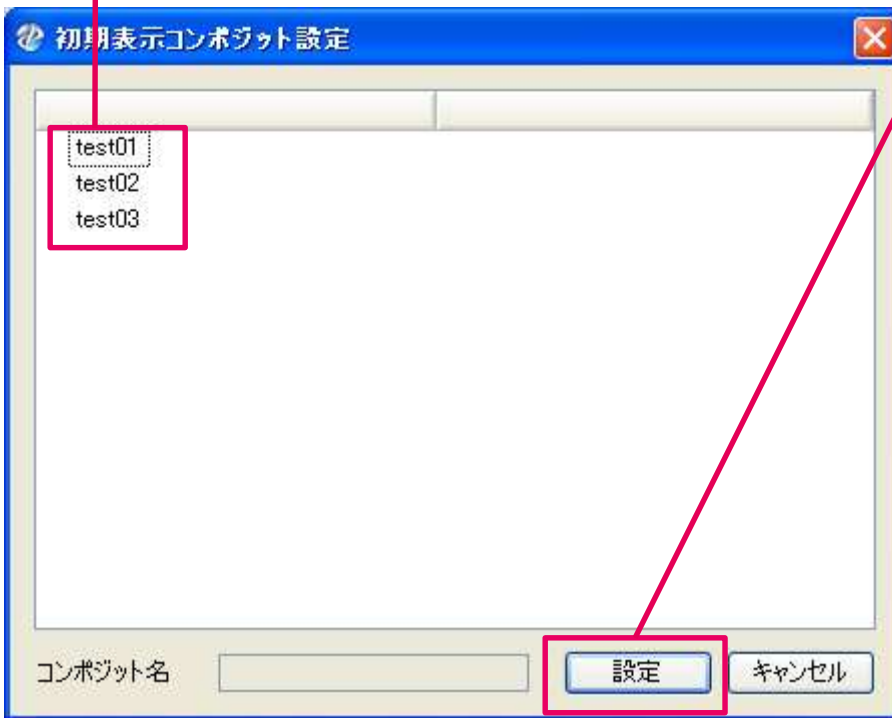 初期表示コンポジット設定
test01
test02
test03
コンポジット名
設定
キャンセル